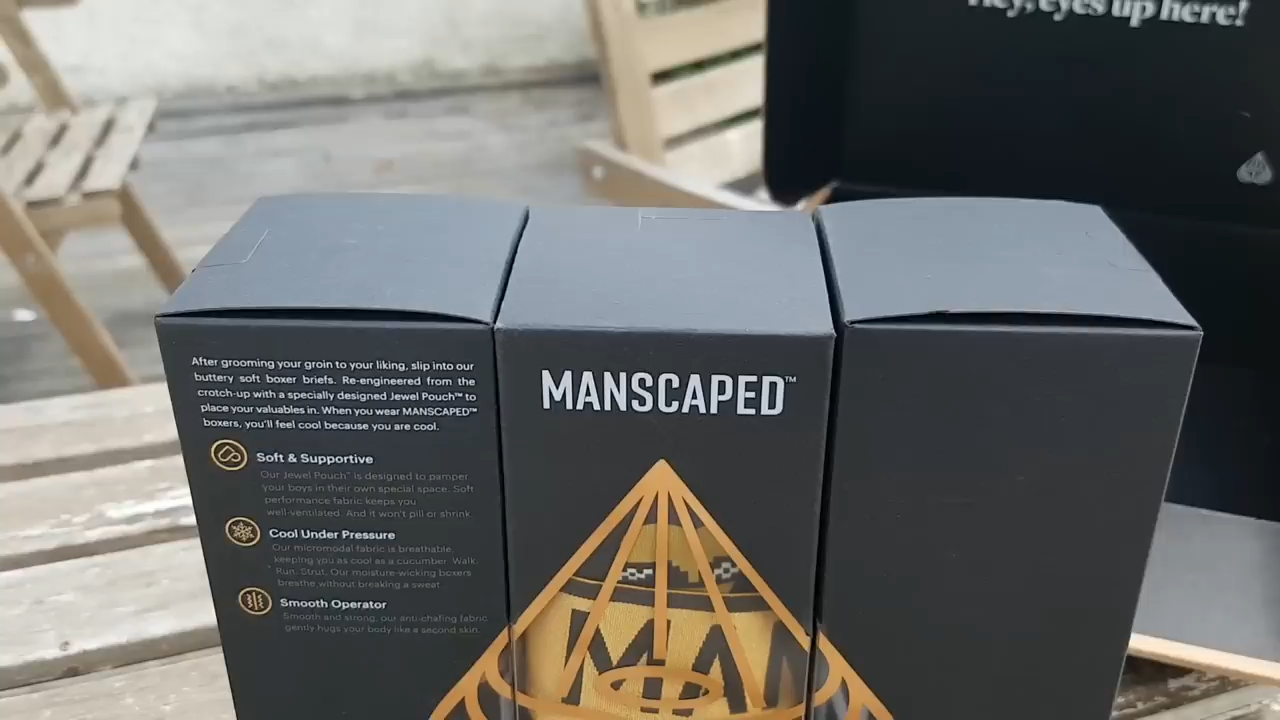 Hey, eyes up here!
After grooming your groin to your liking, slip into our
buttery soft boxer briefs. Re-engineered from the
crotch-up with a specially designed Jewel Pouch™ to
place your valuables in. When you wear MANSCAPED™
boxers, you'll feel cool because you are cool.
Soft & Supportive
Our Jewel Pouch™ is designed to pamper
your boys in their own special space. Soft
performance fabric keeps you
well-ventilated. And it won't pill or shrink.
Cool Under Pressure
Our micromodal fabric is breathable,
keeping you as cool as a cucumber. Walk.
Run. Strut. Our moisture-wicking boxers
breathe without breaking a sweat.
Smooth Operator
Smooth and strong, our anti-chafing fabric
gently hugs your body like a second skin.
MANSCAPED™
MAN